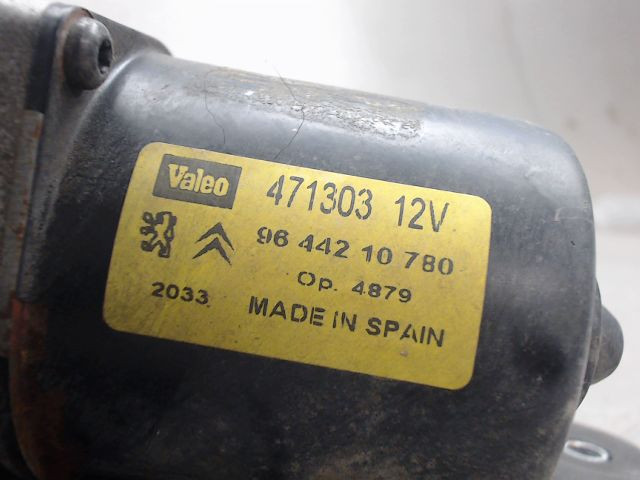 Valeo 471303 12V
96 442 10 780
Op. 4879
2033 MADE IN SPAIN